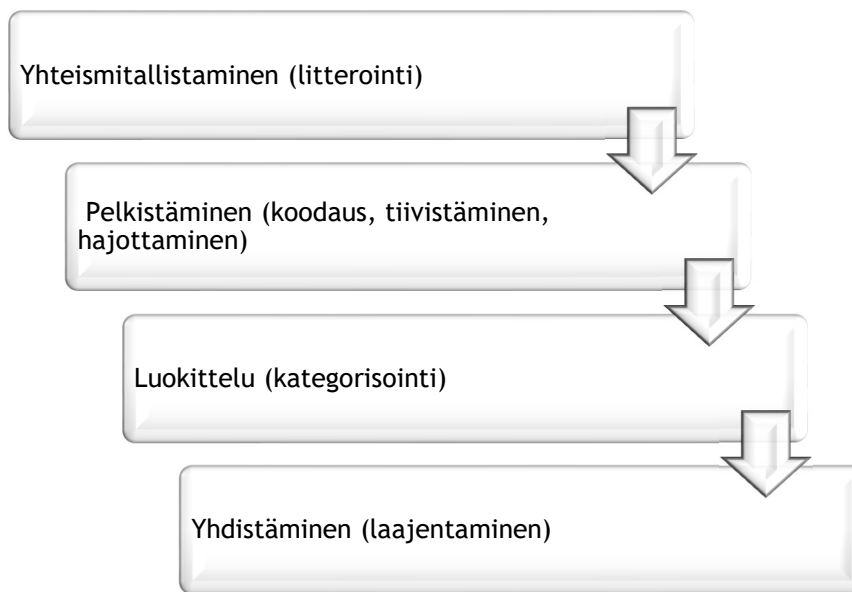 Yhteismitallistaminen (litterointi)
Pelkistäminen (koodaus, tiivistäminen,
hajottaminen)
Luokittelu (kategorisointi)
Yhdistäminen (laajentaminen)